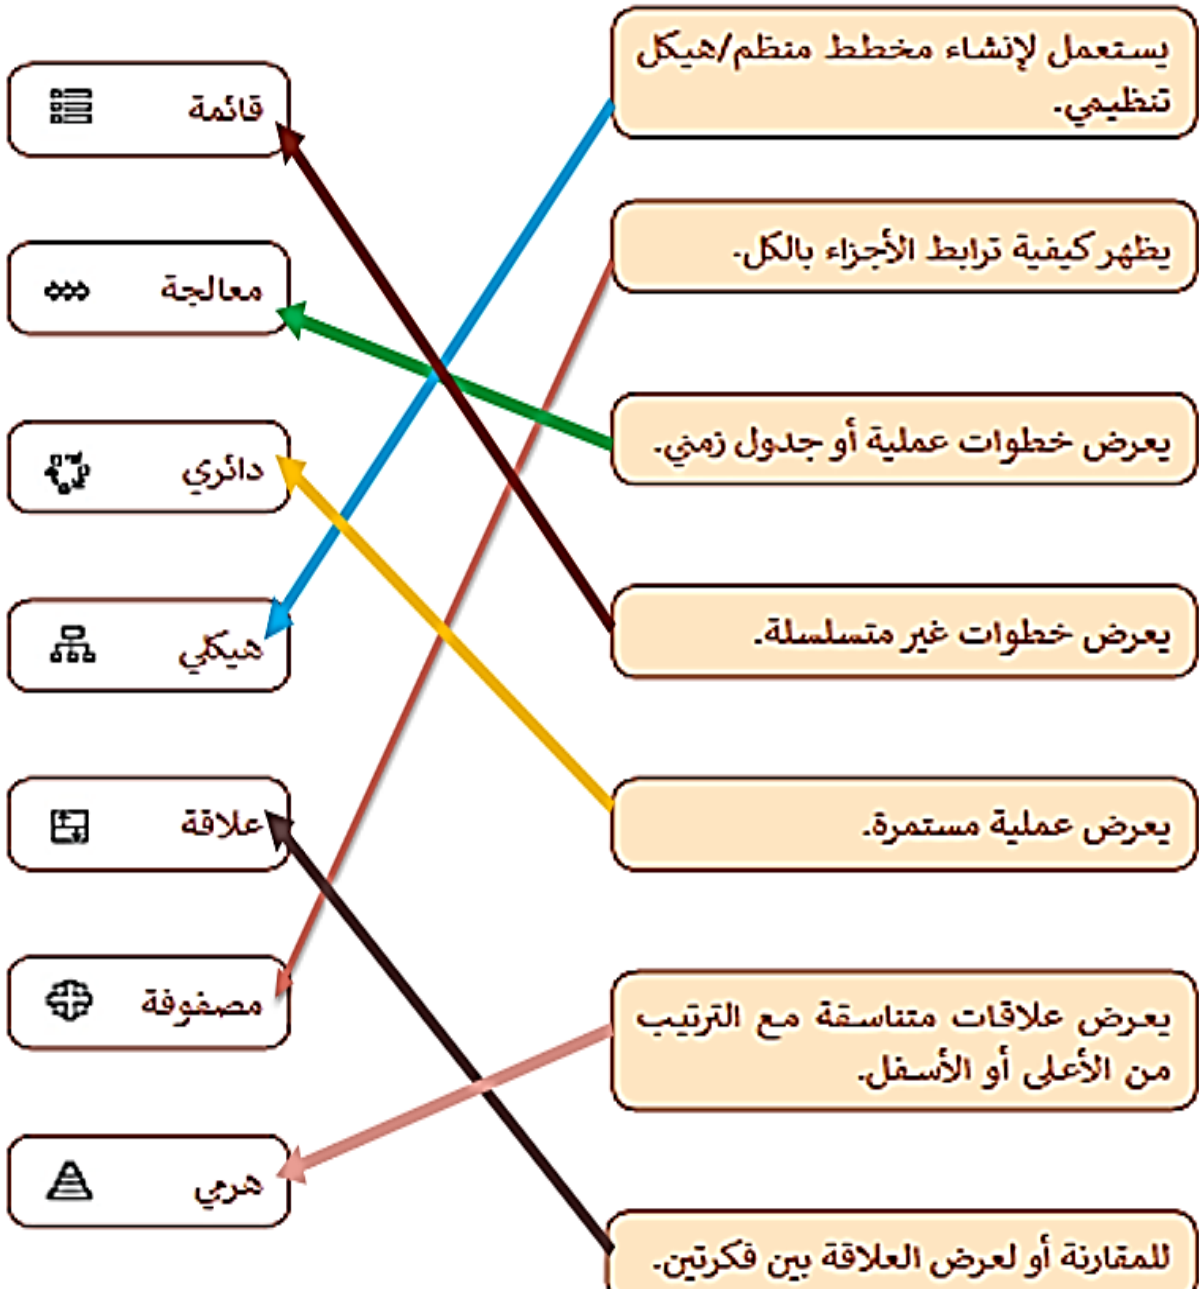 يستعمل لإنشاء مخطط منظم/هيكل
تنظيمي.
يظهر كيفية ترابط الأجزاء بالكل.
يعرض خطوات عملية أو جدول زمني.
يعرض خطوات غير متسلسلة.
يعرض عملية مستمرة.
يعرض علاقات متناسقة مع الترتيب
من الأعلى أو الأسفل.
للمقارنة أو لعرض العلاقة بين فكرتين.
قائمة
معالجة
دائري
هيكلي
علاقة
مصفوفة
هرمي